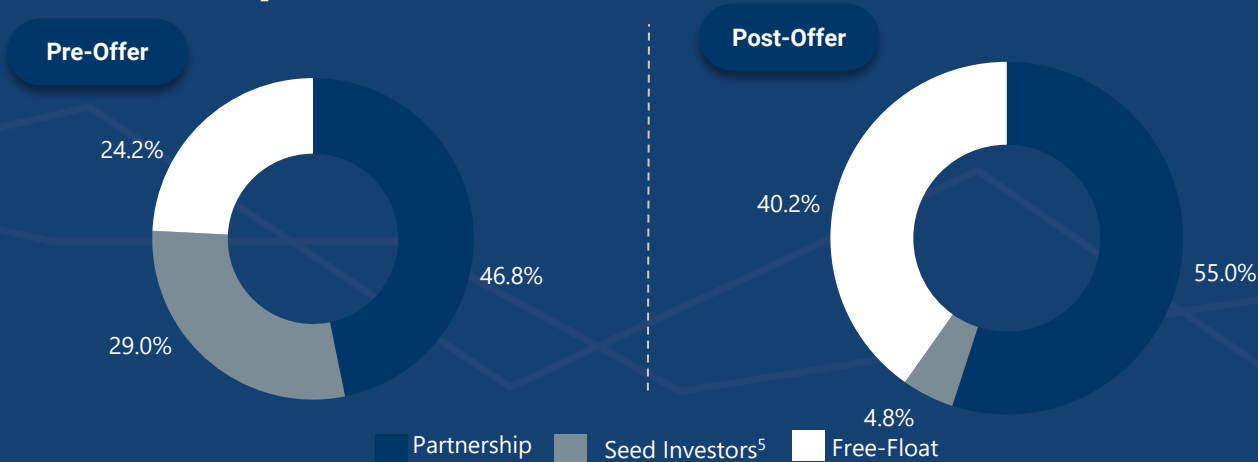 Pre-Offer
24.2%
46.8%
29.0%
Post-Offer
40.2%
55.0%
4.8%
Partnership
Seed Investors⁵
Free-Float